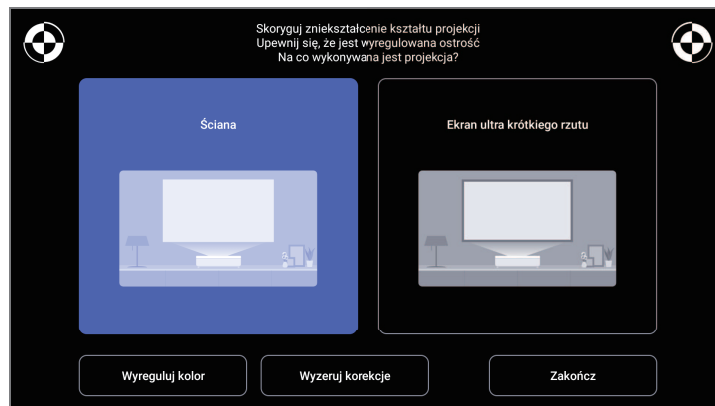 Skoryguj zniekształcenie kształtu projekcji
Upewnij się, że jest wyregulowana ostrość
Na co wykonywana jest projekcja?
Ściana
Ekran ultra krótkiego rzutu
Wyreguluj kolor
Wyzeruj korekcje
Zakończ